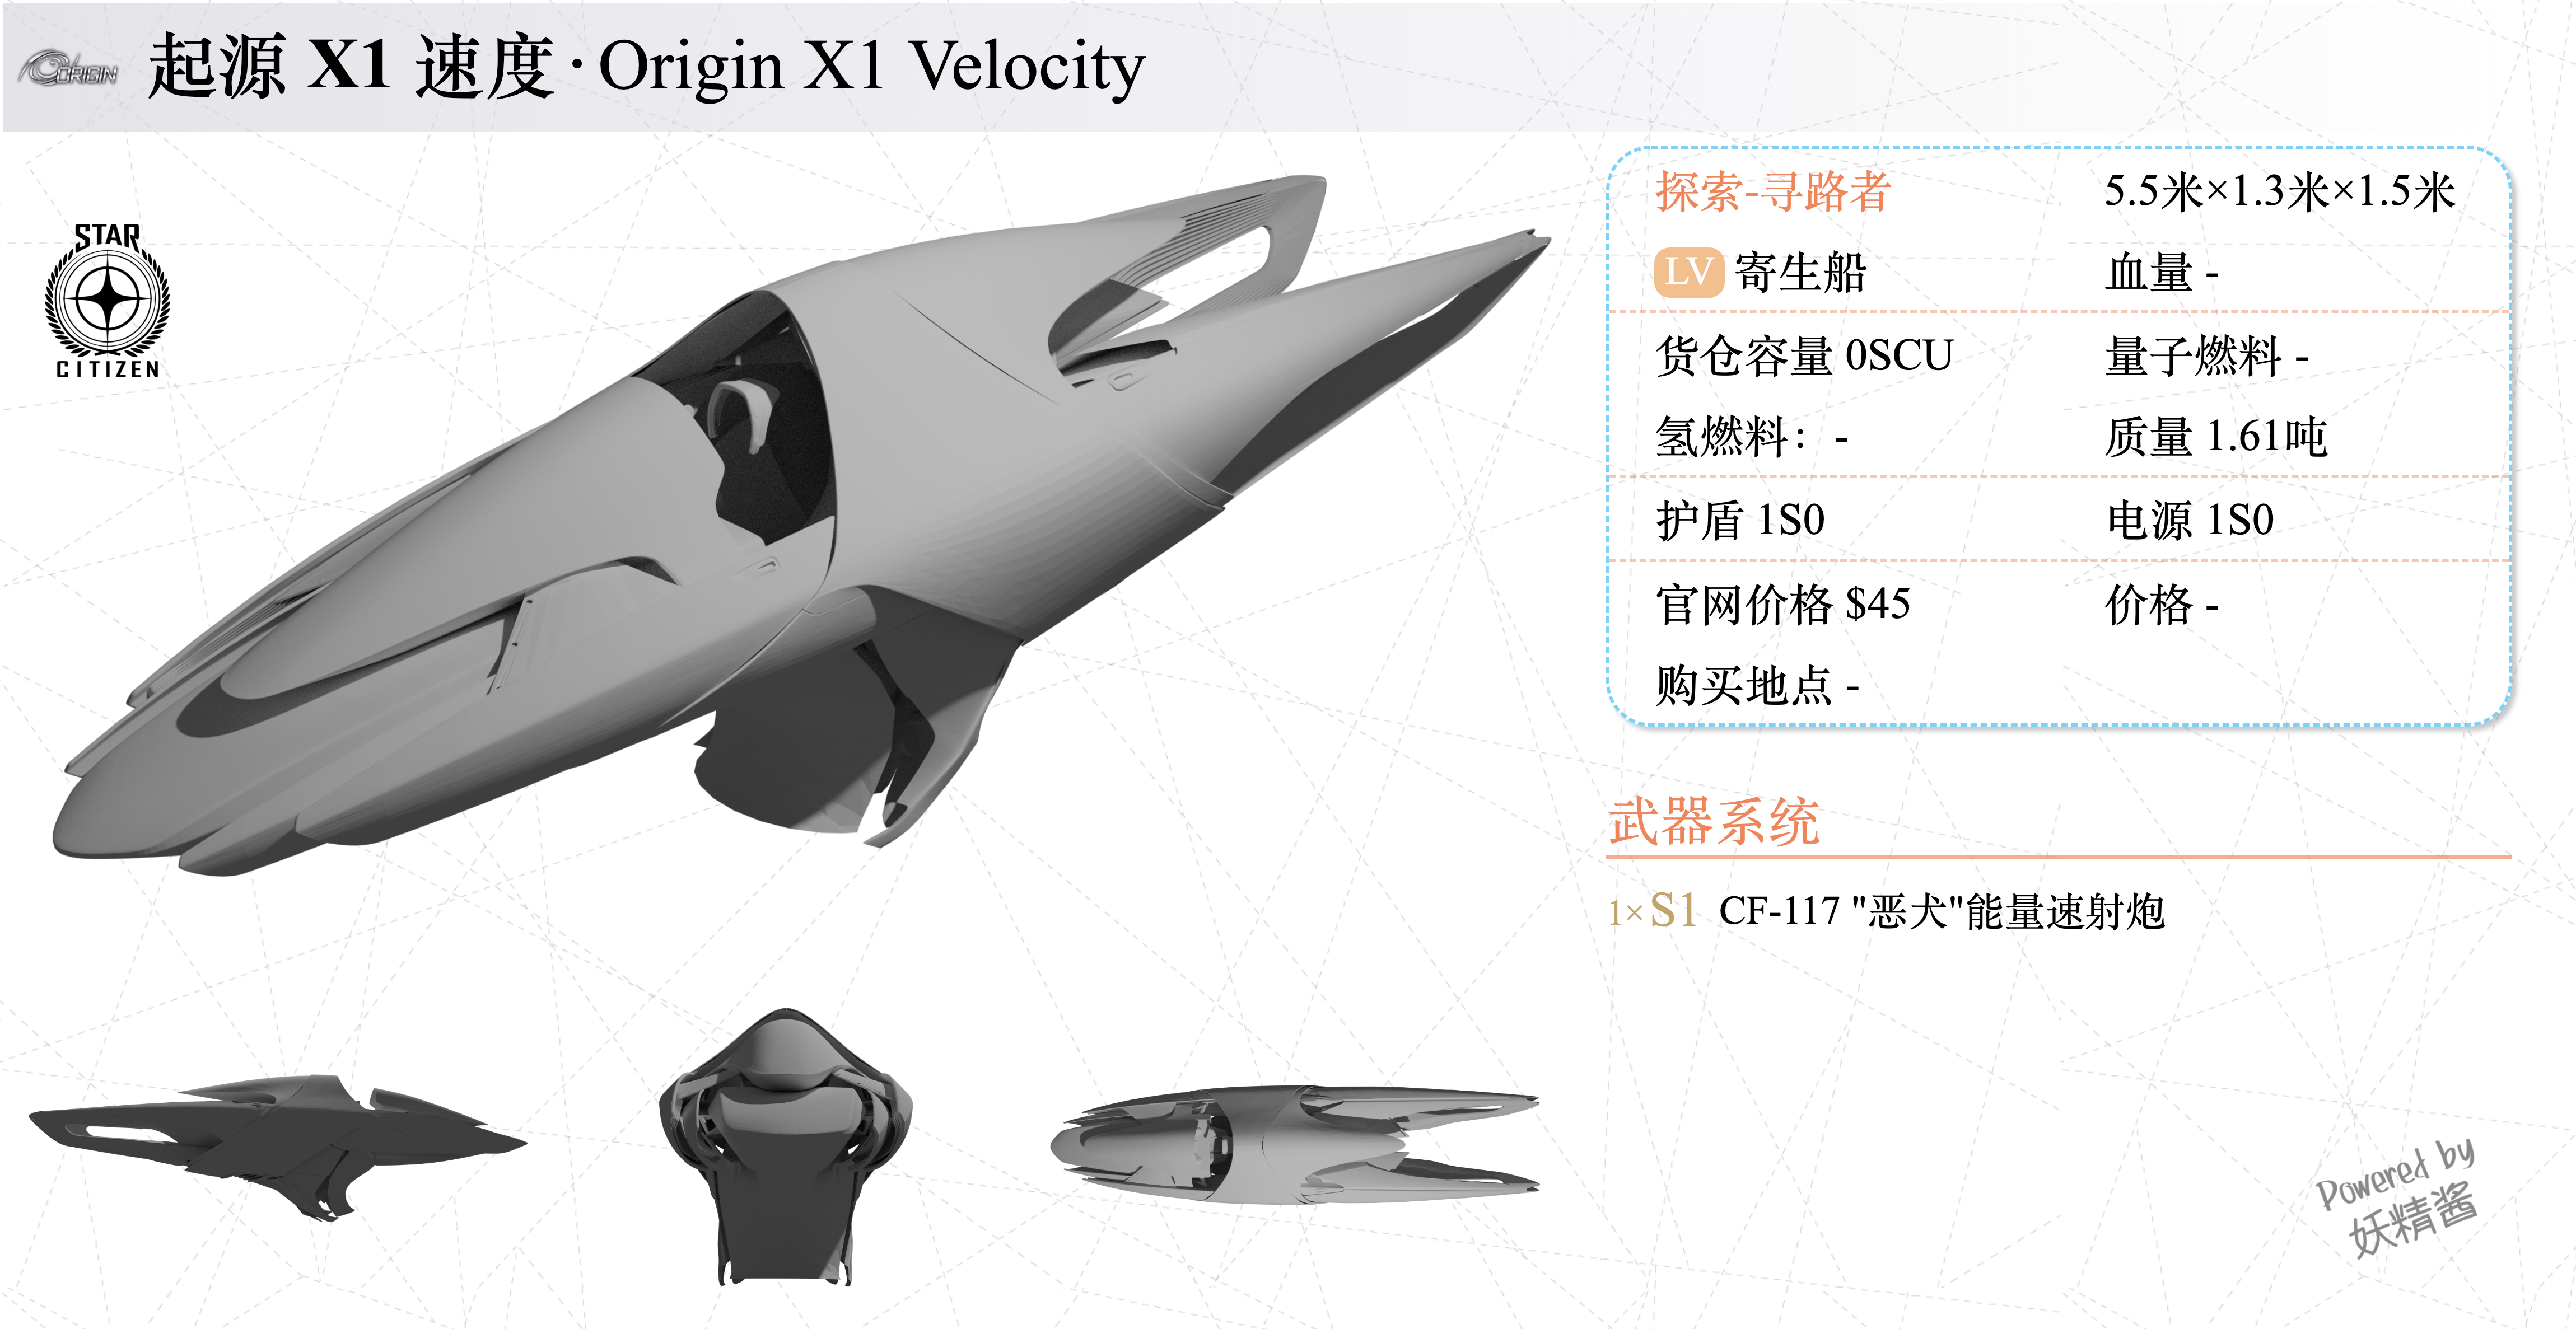 ORIGIN
起源 X1 速度·Origin X1 Velocity
STAR
CITIZEN
探索-寻路者 5.5米×1.3米×1.5米
LV 寄生船 血量 -
货仓容量 0SCU 量子燃料 -
氢燃料：- 质量 1.61吨
护盾 1S0 电源 1S0
官网价格 $45 价格 -
购买地点 -
武器系统
1× S1 CF-117 "恶犬"能量速射炮
Powered by
妖精酱